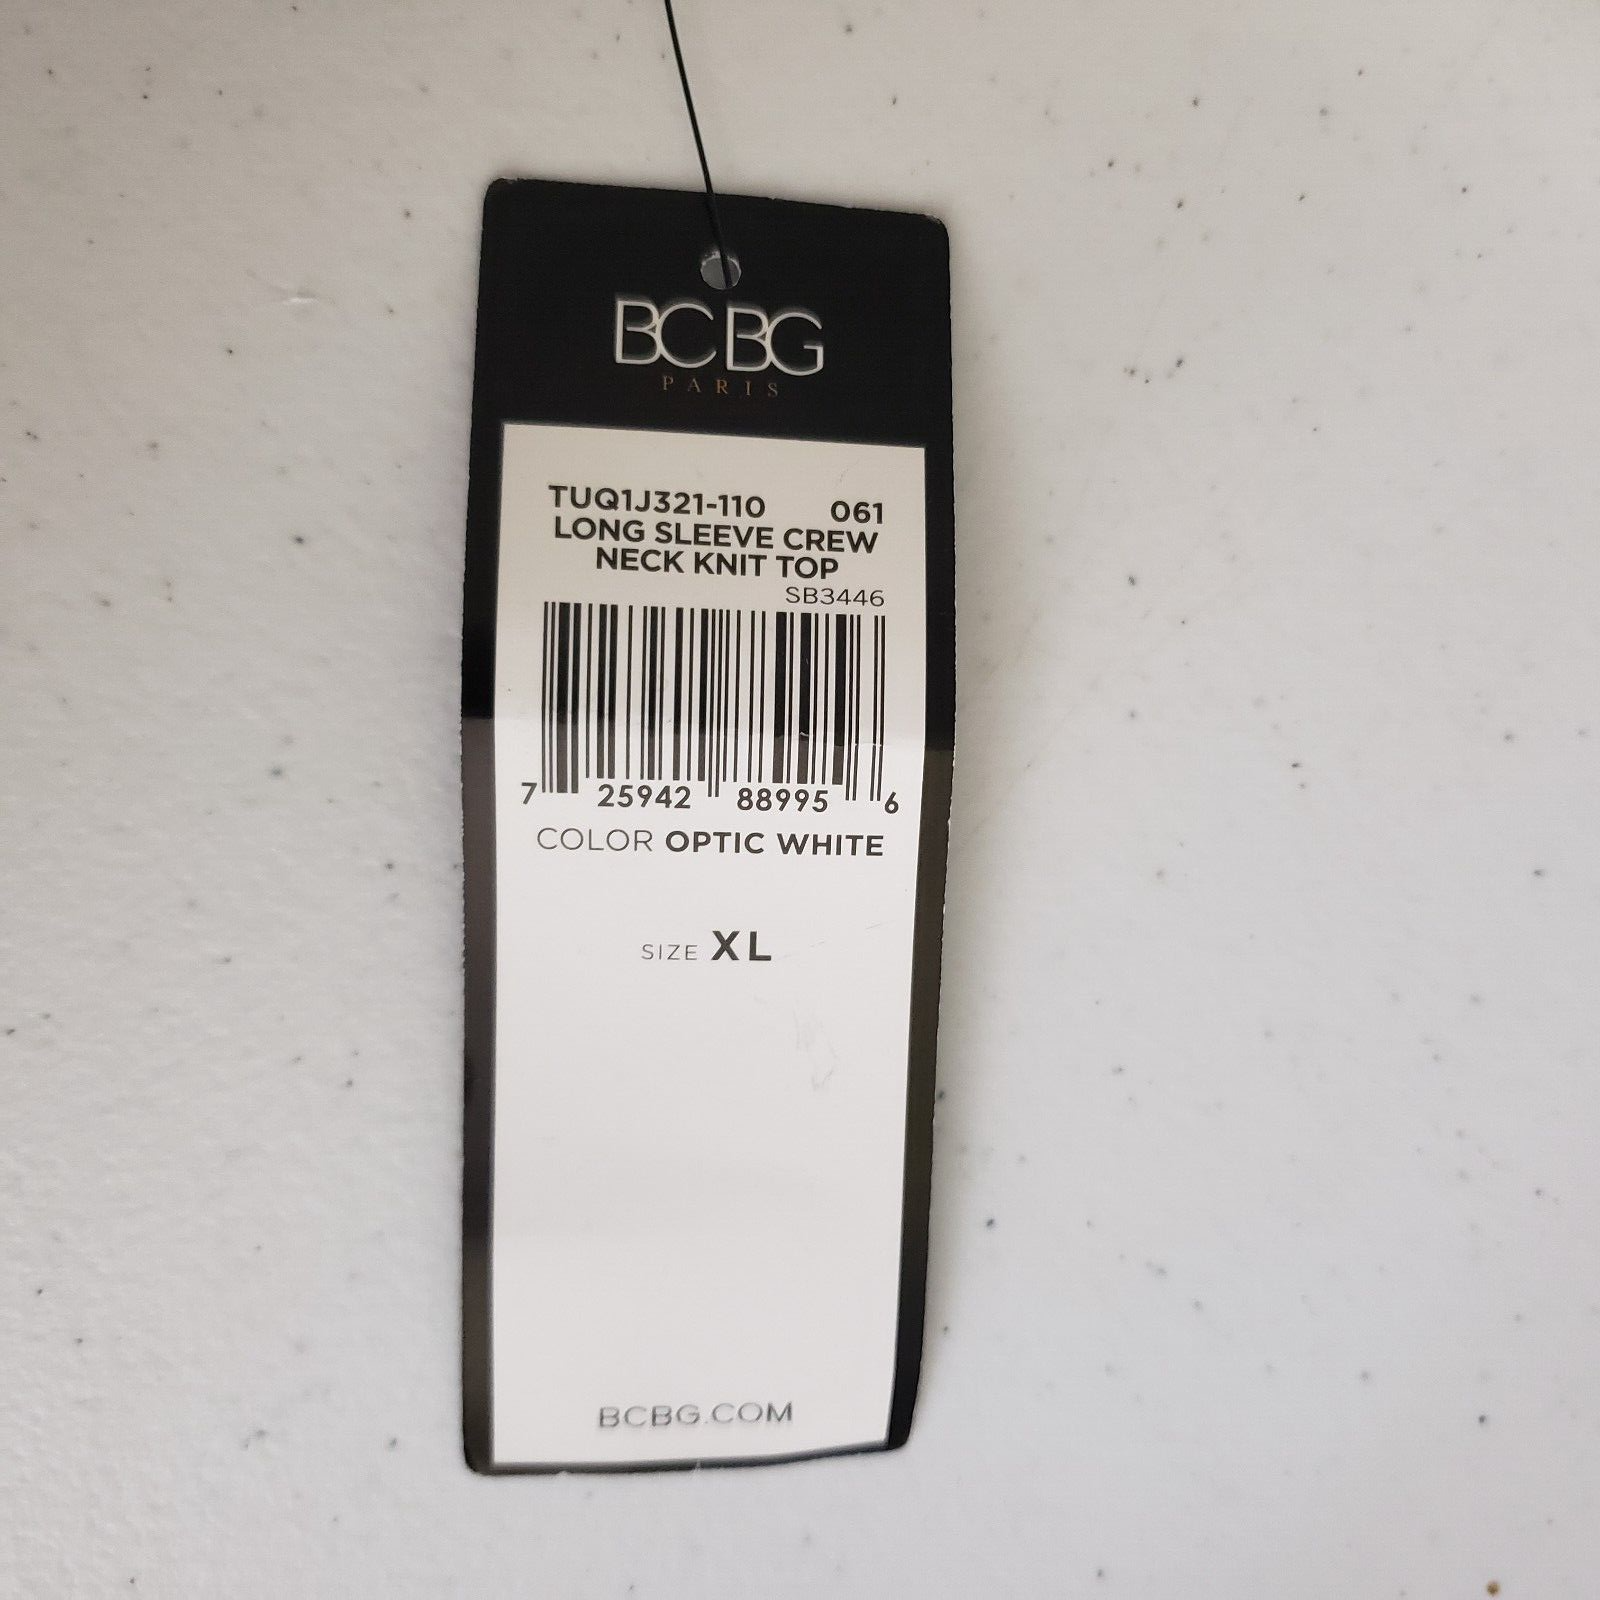 BCBG
PARIS
TUQ1J321-110 061
LONG SLEEVE CREW
NECK KNIT TOP
SB3446
7 25942 88995 6
COLOR OPTIC WHITE
SIZE XL
BCBG.COM